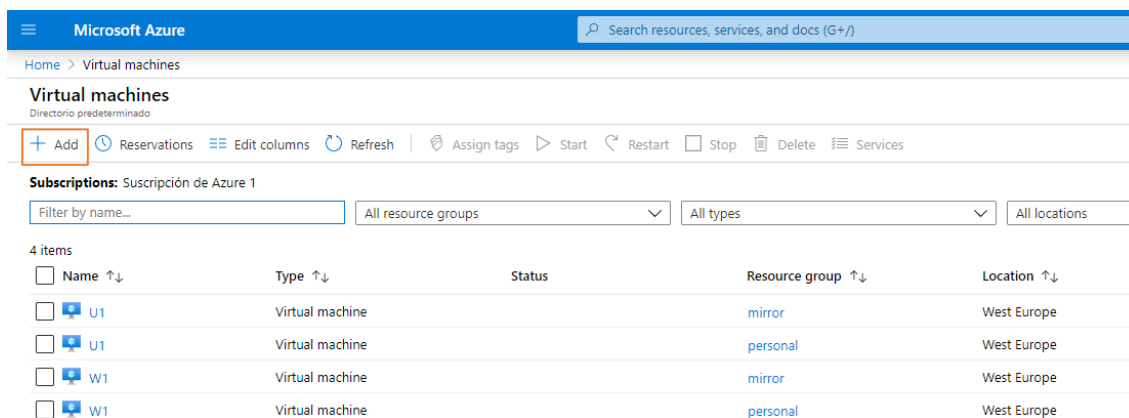 Microsoft Azure Search resources, services, and docs (G+/)
Home > Virtual machines
Virtual machines
Directorio predeterminado
+ Add Reservations Edit columns Refresh Assign tags Start Restart Stop Delete Services
Subscriptions: Suscripción de Azure 1
Filter by name... All resource groups All types All locations
4 items
Name ↑↓ Type ↑↓ Status Resource group ↑↓ Location ↑↓
U1 Virtual machine mirror West Europe
U1 Virtual machine personal West Europe
W1 Virtual machine mirror West Europe
W1 Virtual machine personal West Europe